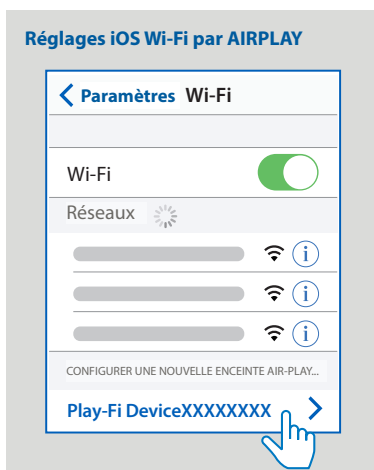 Réglages iOS Wi-Fi par AIRPLAY
Paramètres Wi-Fi
Wi-Fi
Réseaux
CONFIGURER UNE NOUVELLE ENCEINTE AIR-PLAY...
Play-Fi DeviceXXXXXXXX